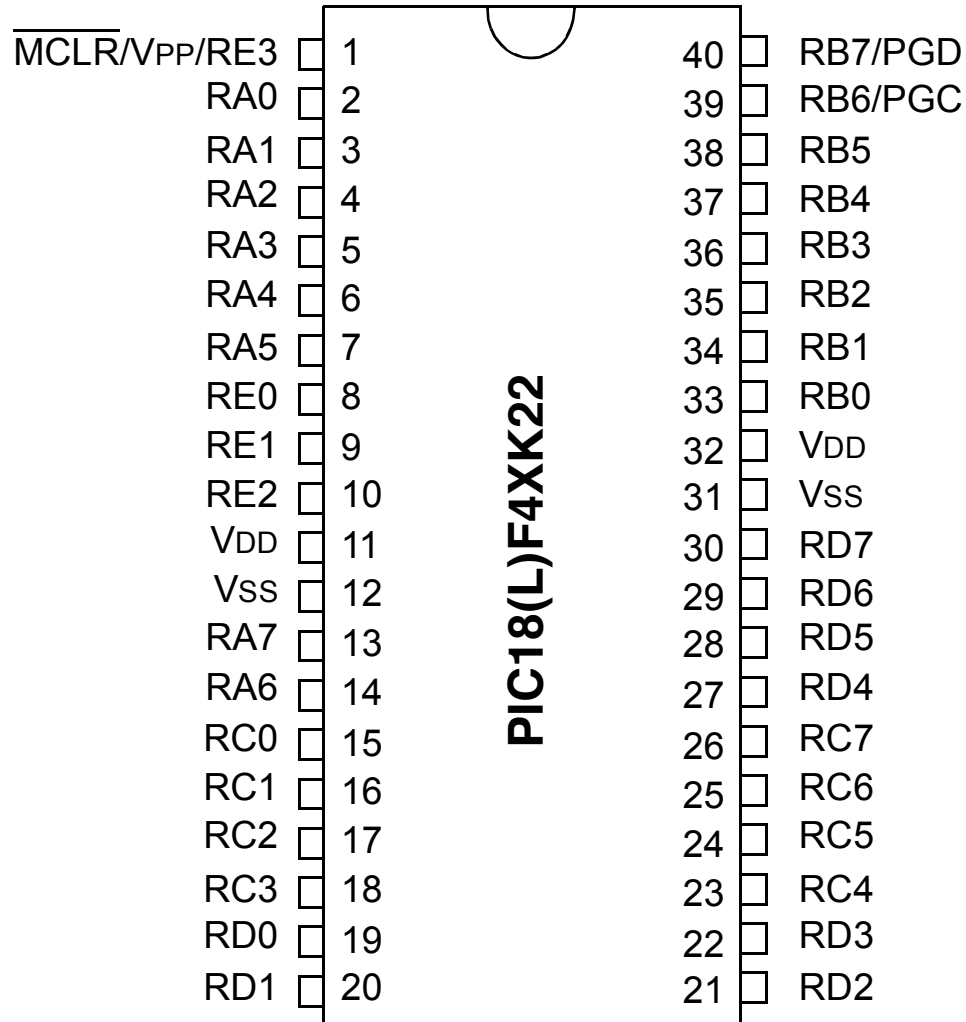 M̅C̅L̅R̅/VPP/RE3 1 40 RB7/PGD
RA0 2 39 RB6/PGC
RA1 3 38 RB5
RA2 4 37 RB4
RA3 5 36 RB3
RA4 6 35 RB2
RA5 7 34 RB1
RE0 8 33 RB0
RE1 9 32 VDD
RE2 10 31 VSS
VDD 11 30 RD7
VSS 12 29 RD6
RA7 13 28 RD5
RA6 14 27 RD4
RC0 15 26 RC7
RC1 16 25 RC6
RC2 17 24 RC5
RC3 18 23 RC4
RD0 19 22 RD3
RD1 20 21 RD2
PIC18(L)F4XK22